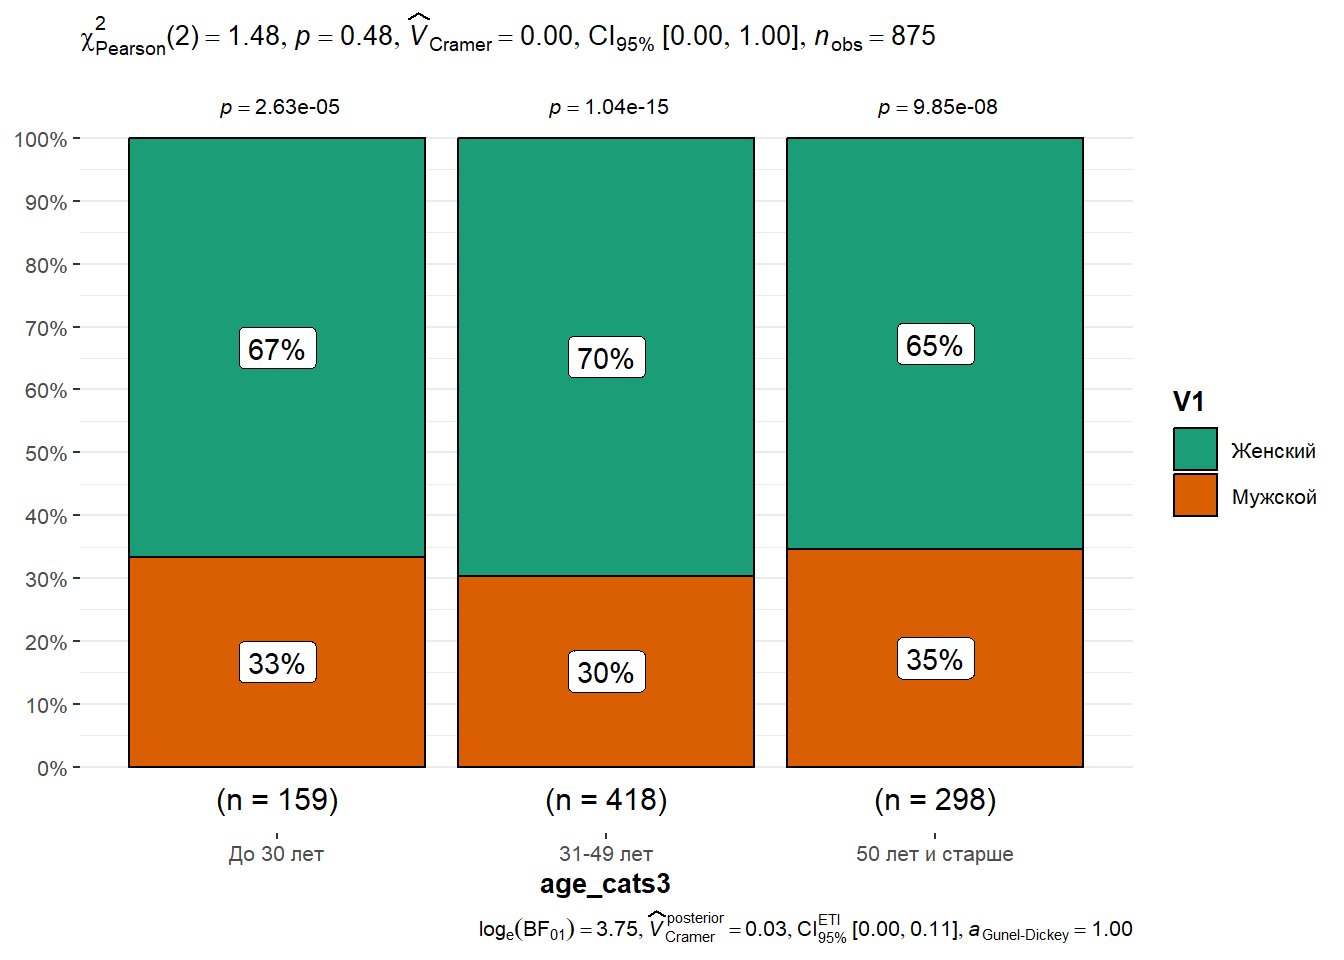 χ²Pearson(2) = 1.48, p = 0.48, V̂Cramer = 0.00, CI95% [0.00, 1.00], nobs = 875
p = 2.63e-05 p = 1.04e-15 p = 9.85e-08
100%
90%
80%
70%
60%
50%
40%
30%
20%
10%
0%
67% 70% 65%
33% 30% 35%
(n = 159) (n = 418) (n = 298)
До 30 лет 31-49 лет 50 лет и старше
age_cats3
V1
Женский
Мужской
loge(BF01) = 3.75, V̂posteriorCramer = 0.03, CIETI95% [0.00, 0.11], aGunel-Dickey = 1.00